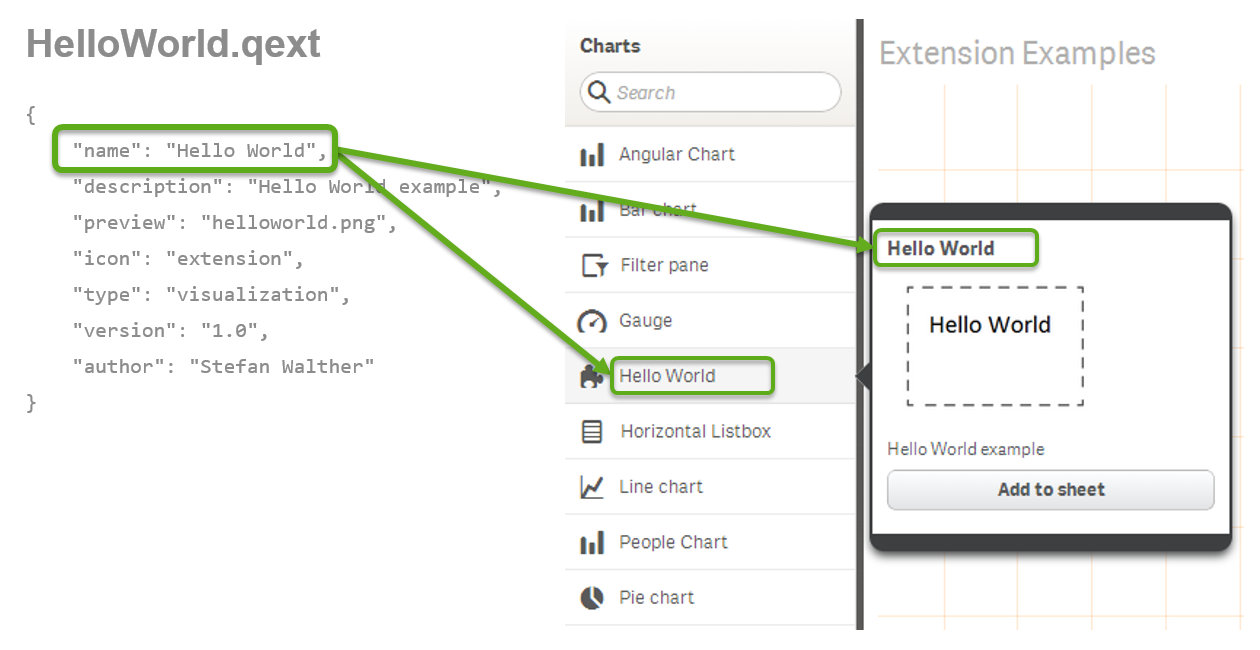 HelloWorld.qext
{
"name": "Hello World",
"description": "Hello World example",
"preview": "helloworld.png",
"icon": "extension",
"type": "visualization",
"version": "1.0",
"author": "Stefan Walther"
}
Charts
Search
Angular Chart
Bar chart
Filter pane
Gauge
Hello World
Horizontal Listbox
Line chart
People Chart
Pie chart
Extension Examples
Hello World
Hello World
Hello World example
Add to sheet